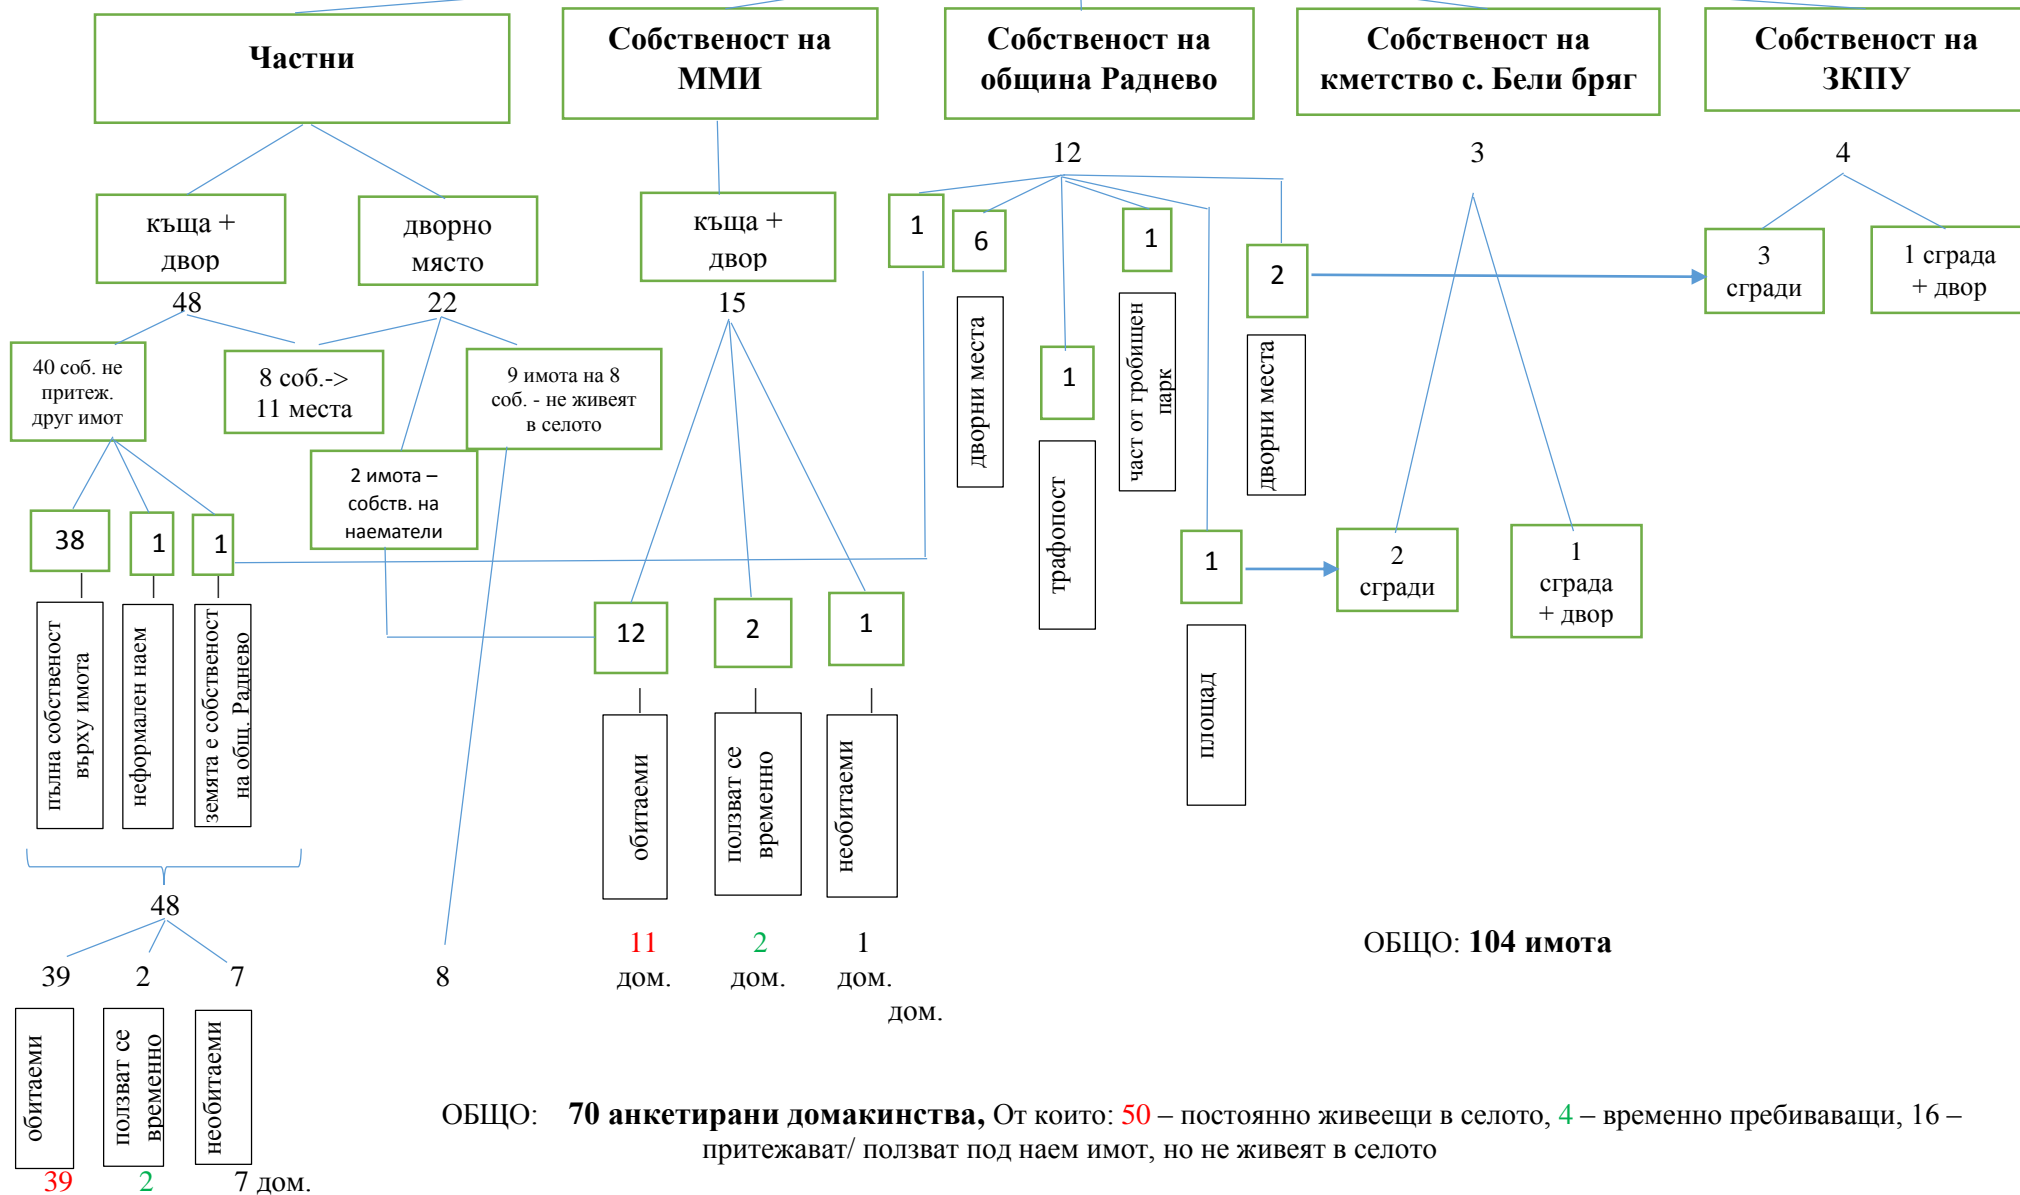 Частни
Собственост на
ММИ
Собственост на
община Раднево
Собственост на
кметство с. Бели бряг
Собственост на
ЗКПУ
12
3
4
къща +
двор
дворно
място
къща +
двор
48
22
15
1
6
1
2
1
3
сгради
1 сграда
+ двор
дворни места
трафопост
част от гробищен
парк
дворни места
40 соб. не
притеж.
друг имот
8 соб.->
11 места
9 имота на 8
соб. - не живеят
в селото
2 имота –
собств. на
наематели
38
1
1
1
2
сгради
1
сграда
+ двор
площад
12
2
1
пълна собственост
върху имота
неформален наем
земята е собственост
на общ. Раднево
обитаеми
ползват се
временно
необитаеми
48
11
дом.
2
дом.
1
дом.
дом.
ОБЩО: 104 имота
39
2
7
8
обитаеми
ползват се
временно
необитаеми
39
2
7 дом.
ОБЩО: 70 анкетирани домакинства, От които: 50 – постоянно живеещи в селото, 4 – временно пребиваващи, 16 –
притежават/ ползват под наем имот, но не живеят в селото